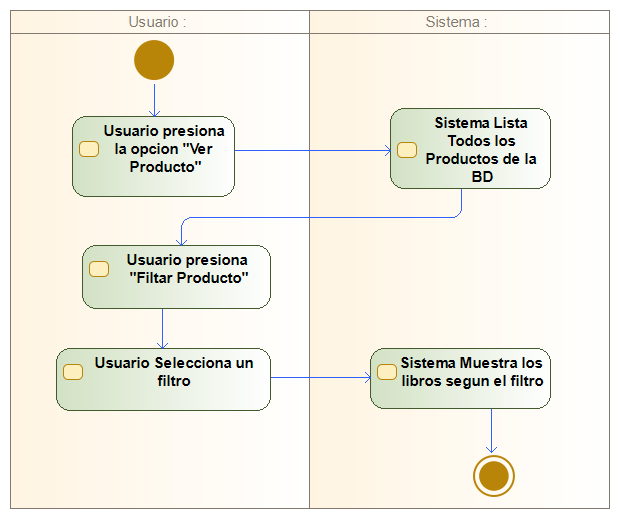 Usuario :
Sistema :
Usuario presiona
la opcion "Ver
Producto"
Sistema Lista
Todos los
Productos de la
BD
Usuario presiona
"Filtar Producto"
Usuario Selecciona un
filtro
Sistema Muestra los
libros segun el filtro